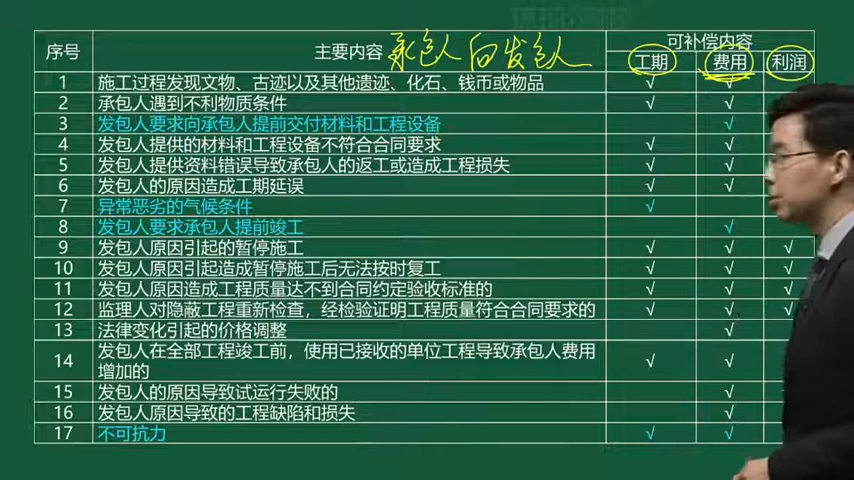 序号 主要内容 承包人向发包人 可补偿内容
工期 费用 利润
1 施工过程发现文物、古迹以及其他遗迹、化石、钱币或物品 √ √
2 承包人遇到不利物质条件 √ √
3 发包人要求向承包人提前交付材料和工程设备 √
4 发包人提供的材料和工程设备不符合合同要求 √ √
5 发包人提供资料错误导致承包人的返工或造成工程损失 √ √
6 发包人的原因造成工期延误 √ √
7 异常恶劣的气候条件 √
8 发包人要求承包人提前竣工 √
9 发包人原因引起的暂停施工 √ √ √
10 发包人原因引起造成暂停施工后无法按时复工 √ √ √
11 发包人原因造成工程质量达不到合同约定验收标准的 √ √ √
12 监理人对隐蔽工程重新检查，经检验证明工程质量符合合同要求的 √ √ √
13 法律变化引起的价格调整 √
14 发包人在全部工程竣工前，使用已接收的单位工程导致承包人费用
增加的 √ √
15 发包人的原因导致试运行失败的 √
16 发包人原因导致的工程缺陷和损失 √
17 不可抗力 √ √